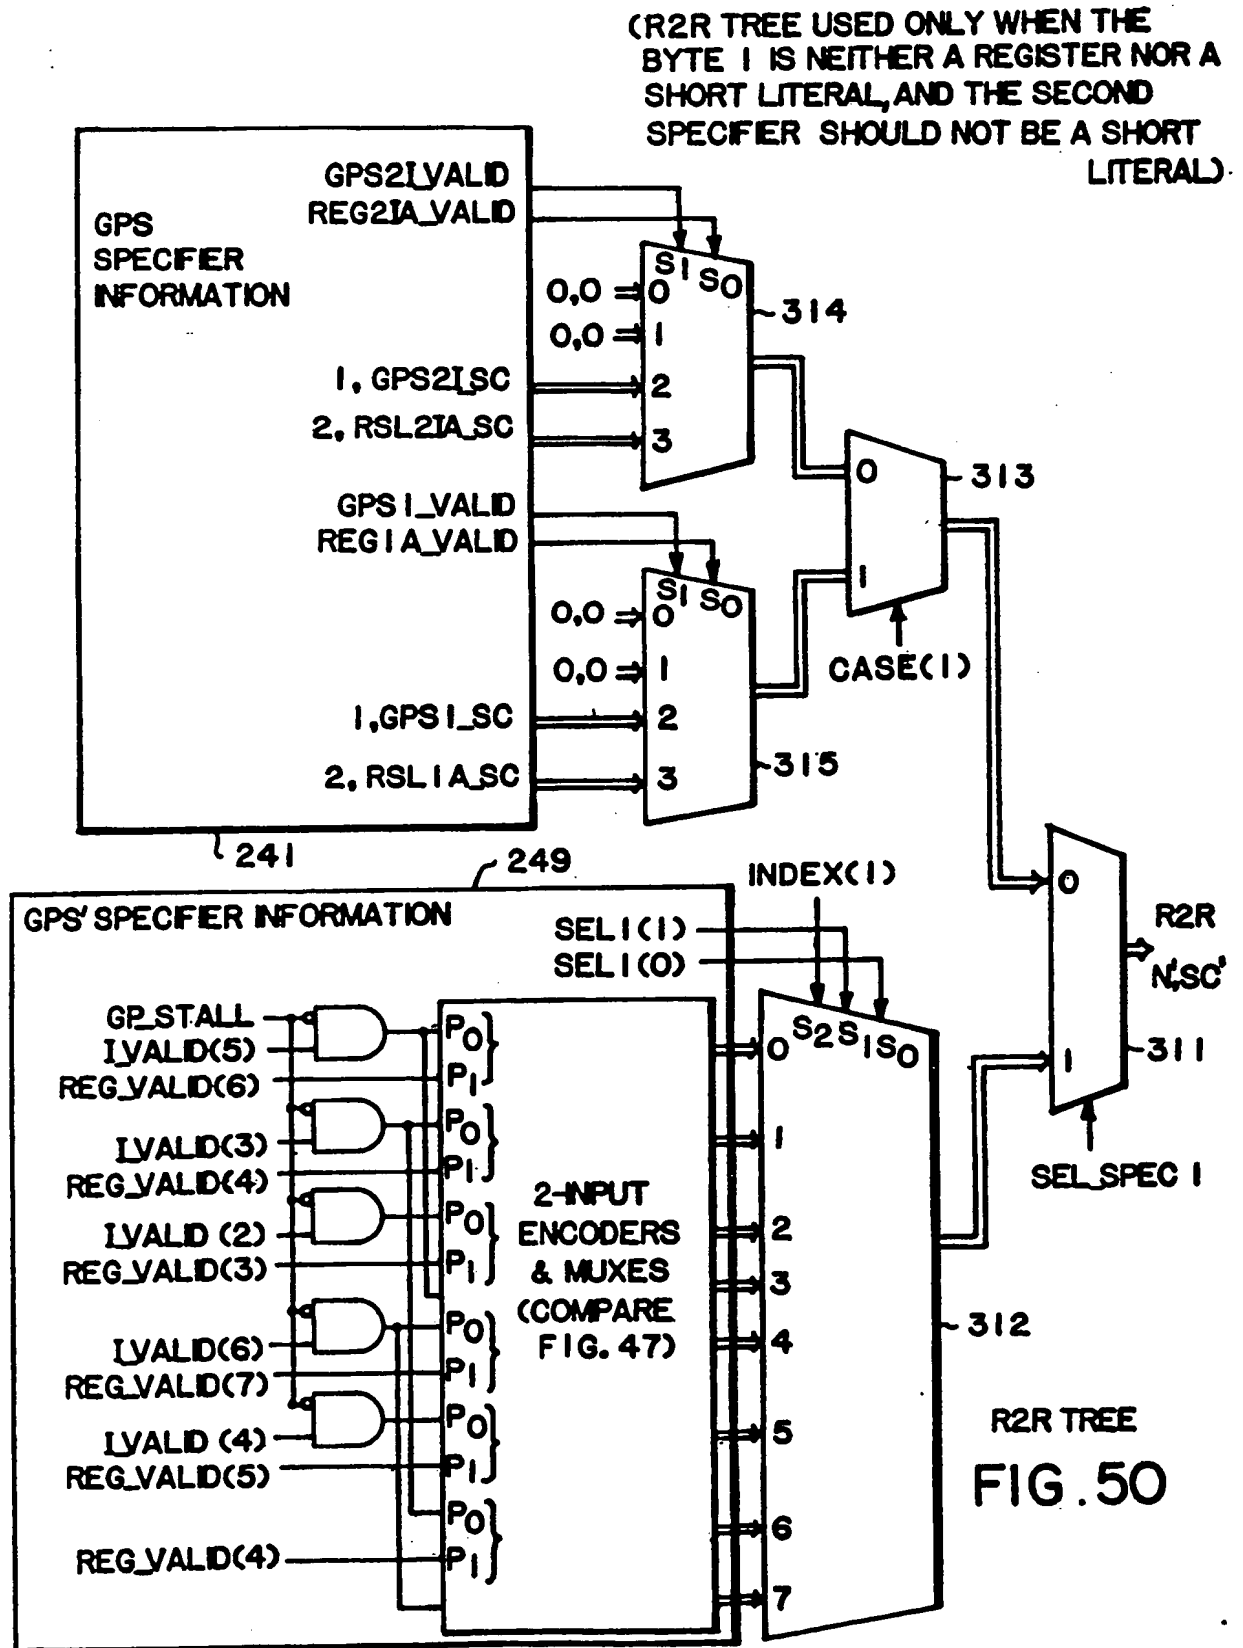 (R2R TREE USED ONLY WHEN THE
BYTE 1 IS NEITHER A REGISTER NOR A
SHORT LITERAL, AND THE SECOND
SPECIFIER SHOULD NOT BE A SHORT
LITERAL)
GPS
SPECIFIER
INFORMATION
GPS2I_VALID
REG2IA_VALID
S1 S0
0,0 0
0,0 1
1, GPS2I_SC 2
2, RSL2IA_SC 3
314
GPS1_VALID
REG1A_VALID
S1 S0
0,0 0
0,0 1
1,GPS1_SC 2
2, RSL1A_SC 3
315
0
1
313
CASE(1)
241
249
GPS' SPECIFIER INFORMATION
INDEX(1)
SEL1(1)
SEL1(0)
S2 S1 S0
GP_STALL
I_VALID(5)
REG_VALID(6)
P0
P1
I_VALID(3)
REG_VALID(4)
P0
P1
I_VALID (2)
REG_VALID(3)
P0
P1
I_VALID(6)
REG_VALID(7)
P0
P1
I_VALID (4)
REG_VALID(5)
P0
P1
REG_VALID(4)
P0
P1
2-INPUT
ENCODERS
& MUXES
(COMPARE
FIG. 47)
0
1
2
3
4
5
6
7
312
0
1
R2R
N',SC'
311
SEL_SPEC 1
R2R TREE
FIG. 50